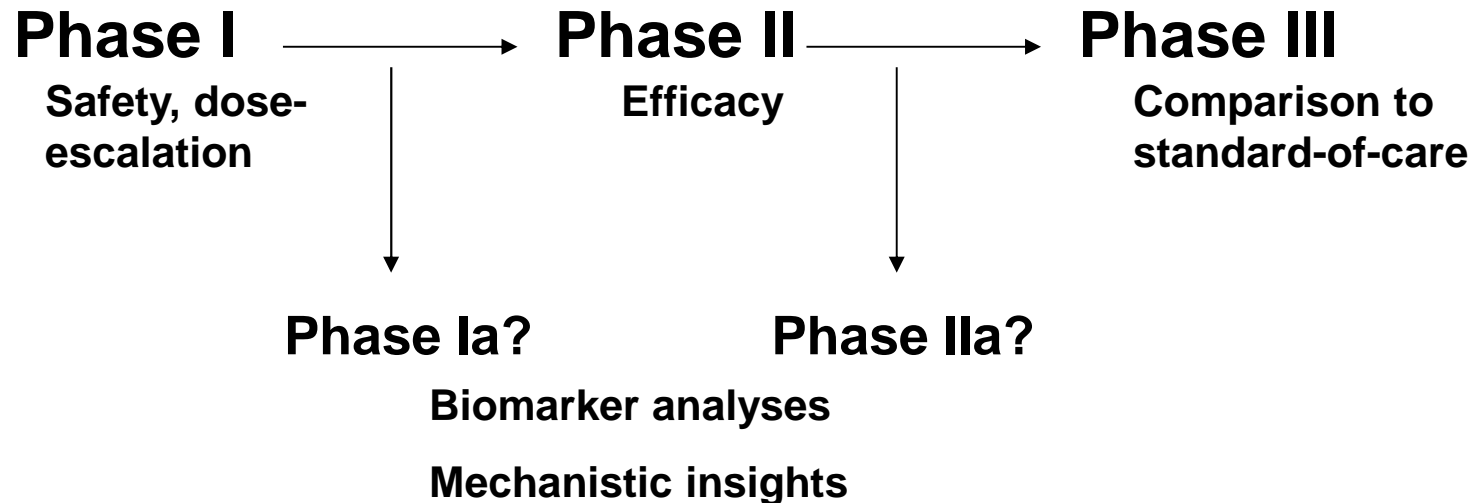 Phase I Phase II Phase III
Safety, dose-
escalation
Efficacy
Comparison to
standard-of-care
Phase Ia? Phase IIa?
Biomarker analyses
Mechanistic insights